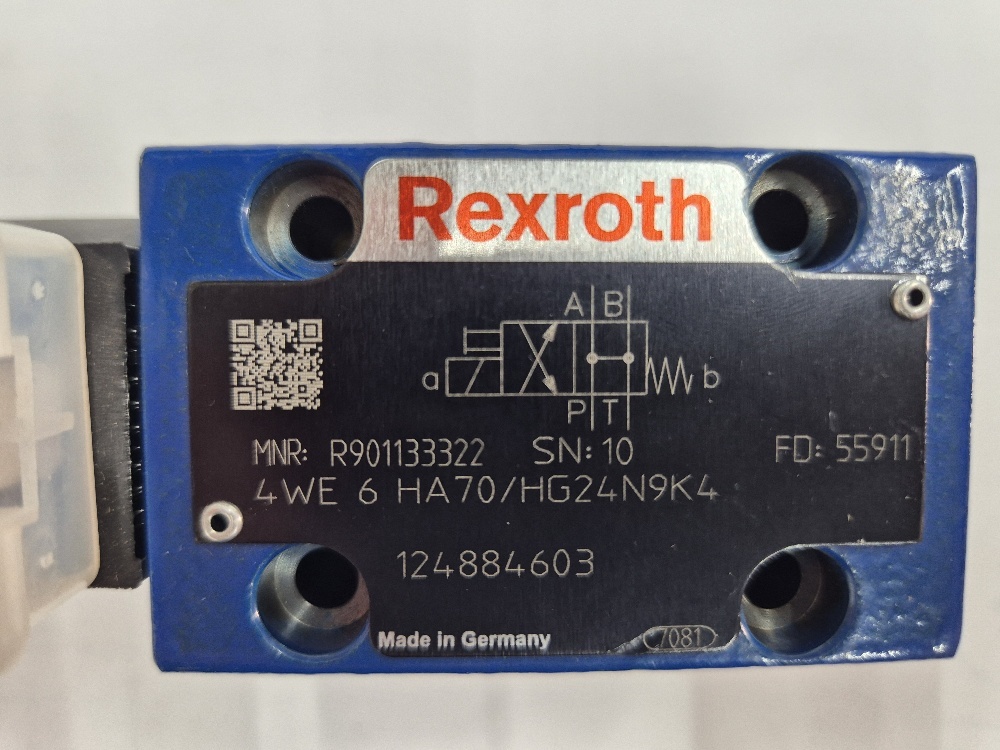 Rexroth
A B
a b
P T
MNR: R901133322 SN: 10 FD: 55911
4WE 6 HA70/HG24N9K4
124884603
Made in Germany 7081